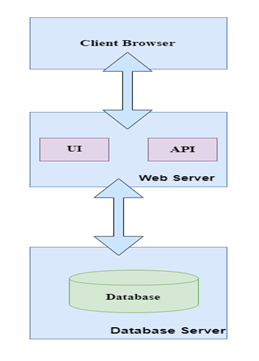 Client Browser
UI
API
Web Server
Database
Database Server